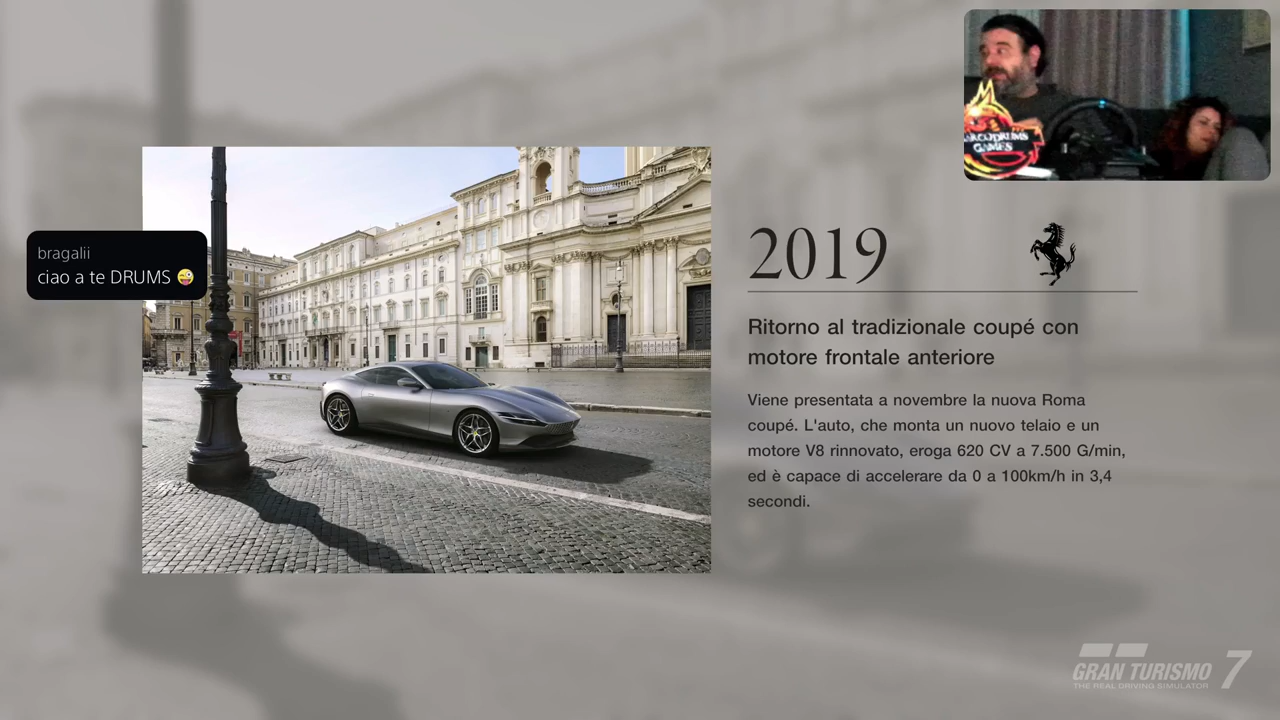 bragalii
ciao a te DRUMS 😜
GAMES
2019
Ritorno al tradizionale coupé con
motore frontale anteriore
Viene presentata a novembre la nuova Roma
coupé. L'auto, che monta un nuovo telaio e un
motore V8 rinnovato, eroga 620 CV a 7.500 G/min,
ed è capace di accelerare da 0 a 100km/h in 3,4
secondi.
GRAN TURISMO 7
THE REAL DRIVING SIMULATOR